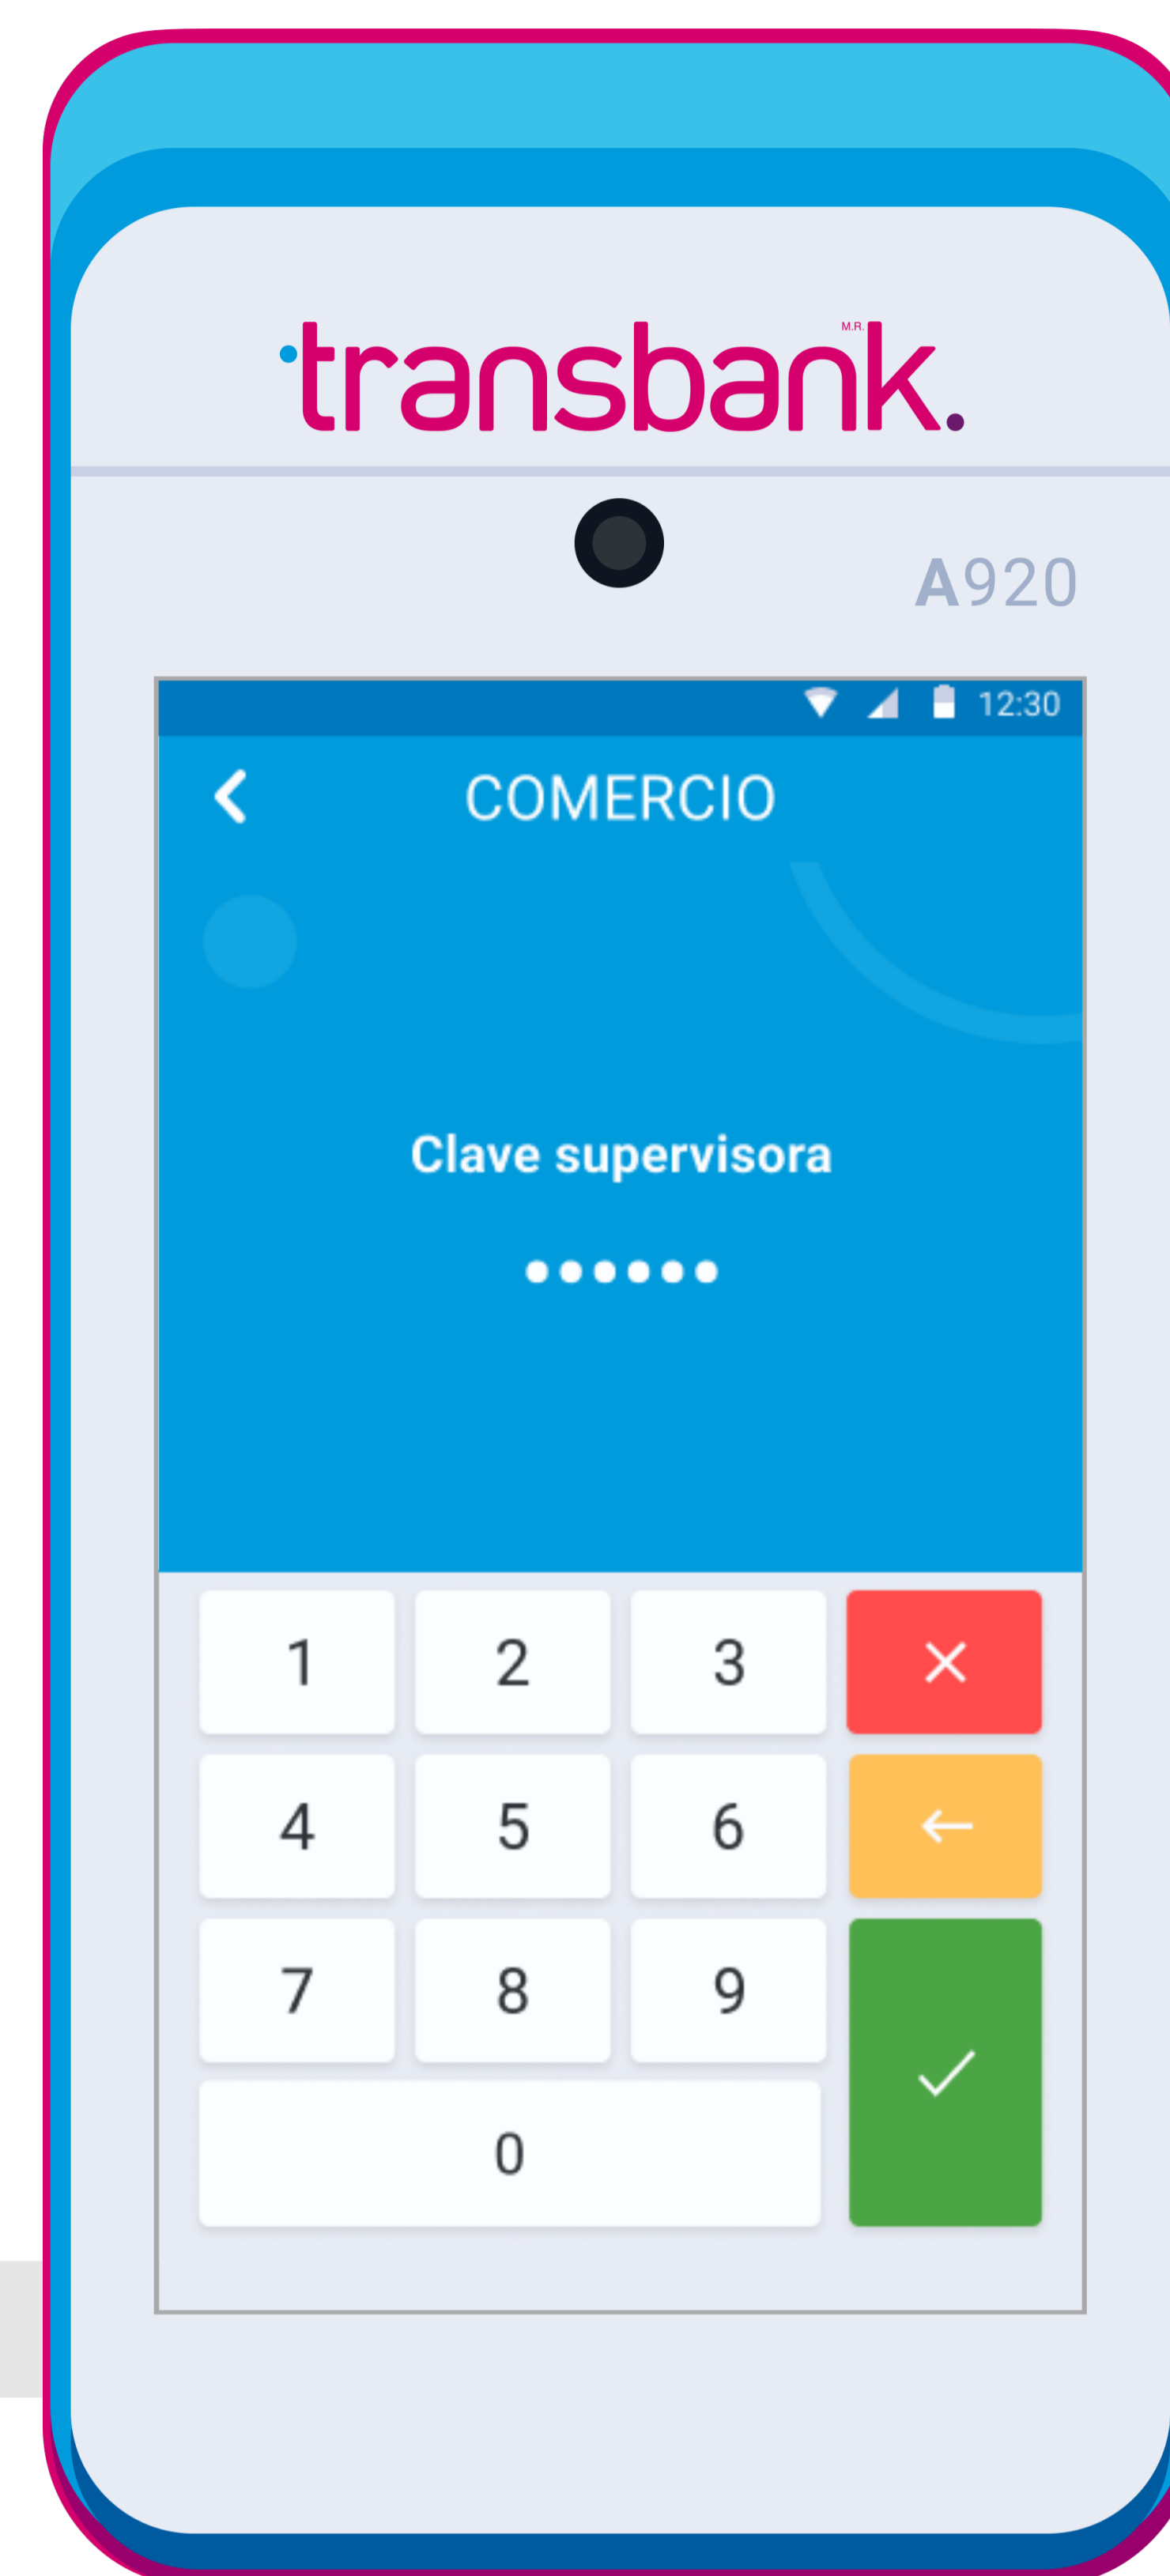 transbank.
M.R.
A920
12:30
COMERCIO
Clave supervisora
1 2 3
4 5 6
7 8 9
0